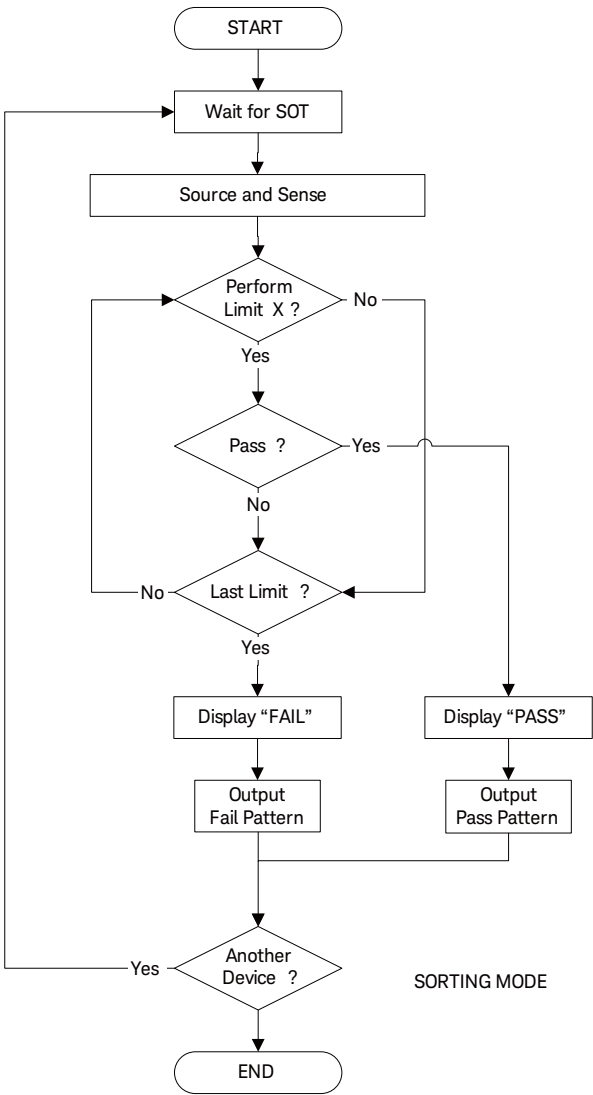 START
Wait for SOT
Source and Sense
Perform
Limit X ?
No
Yes
Pass ?
Yes
No
Last Limit ?
No
Yes
Display “FAIL”
Display “PASS”
Output
Fail Pattern
Output
Pass Pattern
Another
Device ?
Yes
SORTING MODE
END